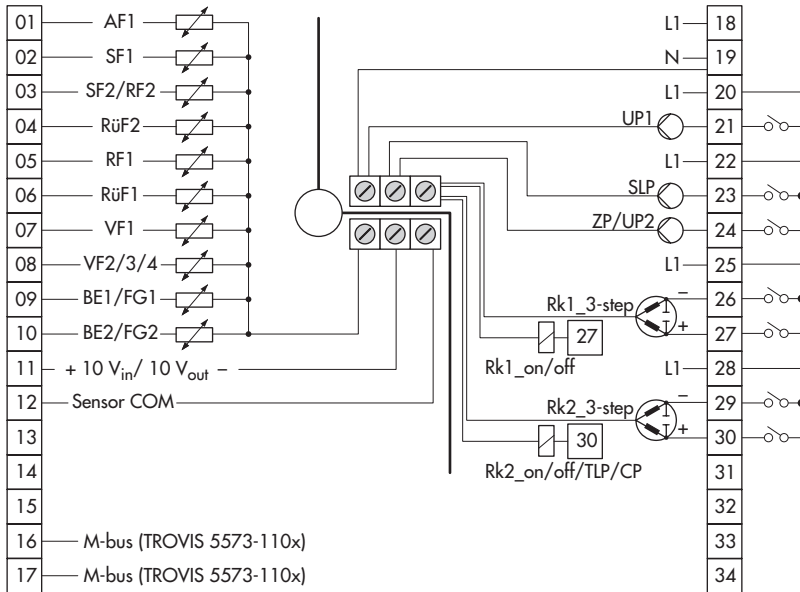 01 AF1
02 SF1
03 SF2/RF2
04 RüF2
05 RF1
06 RüF1
07 VF1
08 VF2/3/4
09 BE1/FG1
10 BE2/FG2
11 + 10 Vin/ 10 Vout –
12 Sensor COM
13
14
15
16 M-bus (TROVIS 5573-110x)
17 M-bus (TROVIS 5573-110x)
L1 18
N 19
L1 20
UP1 21
L1 22
SLP 23
ZP/UP2 24
L1 25
Rk1_3-step – 26
+ 27
27
Rk1_on/off
L1 28
Rk2_3-step – 29
+ 30
30
Rk2_on/off/TLP/CP
31
32
33
34